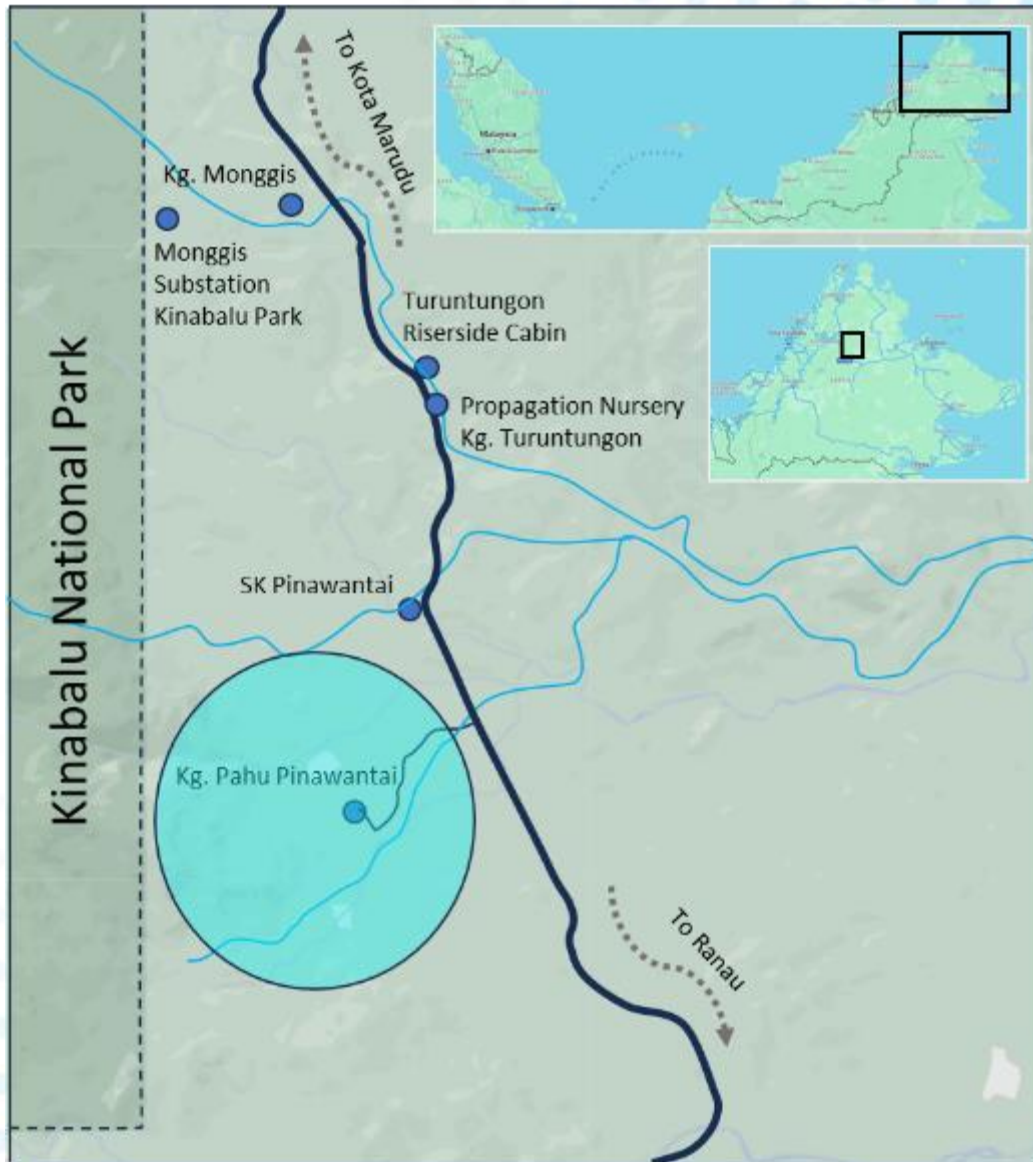 To Kota Marudu
Kg. Monggis
Monggis
Substation
Kinabalu Park
Turuntungon
Riserside Cabin
Propagation Nursery
Kg. Turuntungon
Kinabalu National Park
SK Pinawantai
Kg. Pahu Pinawantai
To Ranau
Malaysia